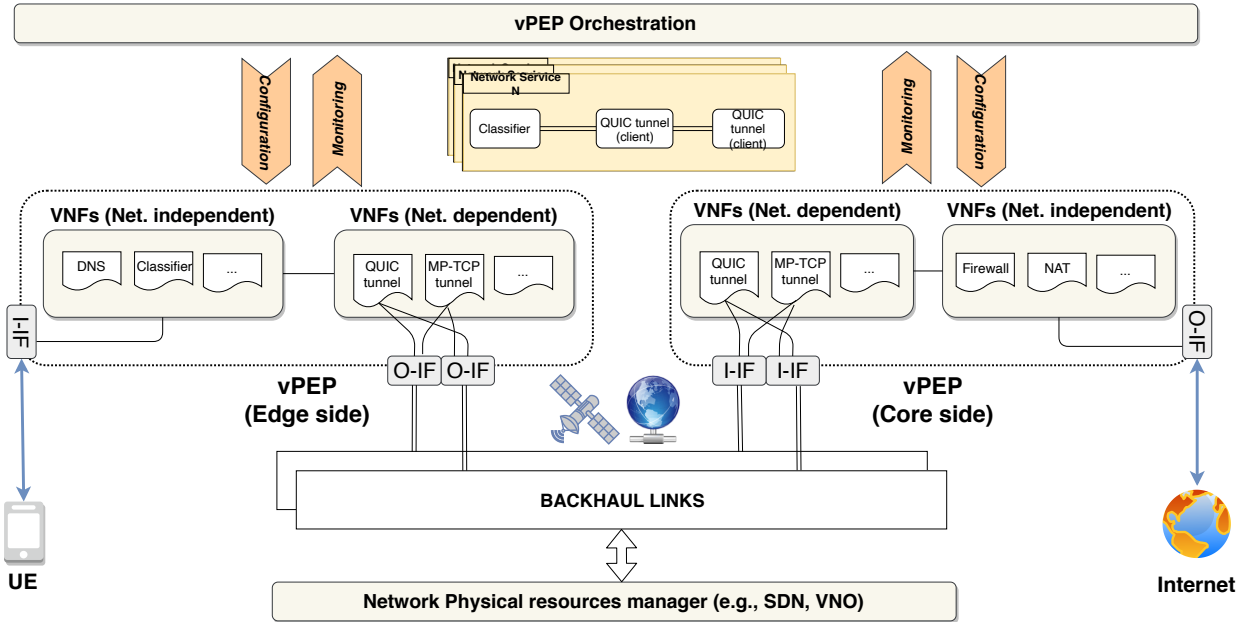 vPEP Orchestration
Configuration
Monitoring
Network Service
N
Network Service
N
Classifier
QUIC tunnel
(client)
QUIC
tunnel
(client)
Monitoring
Configuration
VNFs (Net. independent)
DNS
Classifier
...
VNFs (Net. dependent)
QUIC
tunnel
MP-TCP
tunnel
...
VNFs (Net. dependent)
QUIC
tunnel
MP-TCP
tunnel
...
VNFs (Net. independent)
Firewall
NAT
...
I-IF
O-IF
O-IF
O-IF
I-IF
I-IF
vPEP
(Edge side)
vPEP
(Core side)
BACKHAUL LINKS
UE
Internet
Network Physical resources manager (e.g., SDN, VNO)